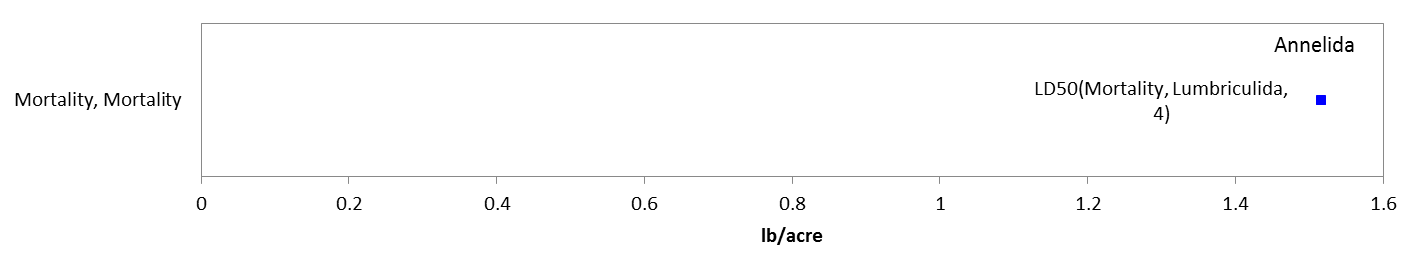 Annelida
LD50(Mortality, Lumbriculida,
4)
Mortality, Mortality
0 0.2 0.4 0.6 0.8 1 1.2 1.4 1.6
lb/acre